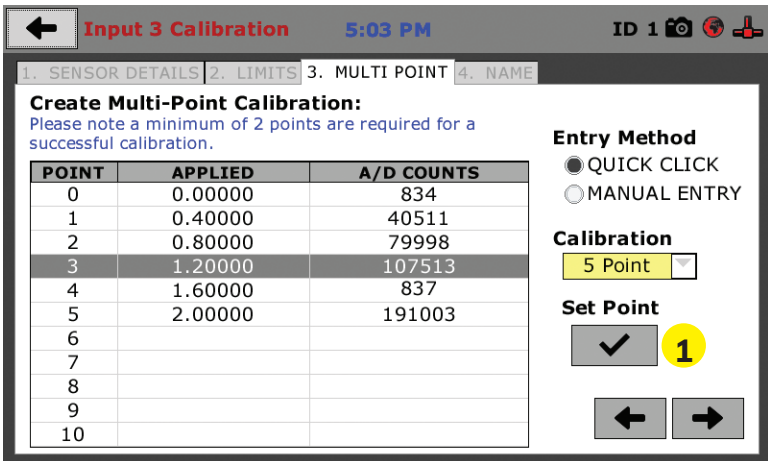 Input 3 Calibration 5:03 PM ID 1
1. SENSOR DETAILS 2. LIMITS 3. MULTI POINT 4. NAME
Create Multi-Point Calibration:
Please note a minimum of 2 points are required for a
successful calibration.
POINT APPLIED A/D COUNTS
0 0.00000 834
1 0.40000 40511
2 0.80000 79998
3 1.20000 107513
4 1.60000 837
5 2.00000 191003
6
7
8
9
10
Entry Method
QUICK CLICK
MANUAL ENTRY
Calibration
5 Point
Set Point
1